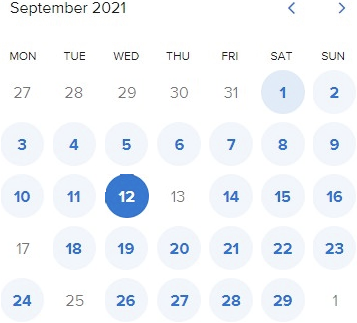 September 2021
MON TUE WED THU FRI SAT SUN
27 28 29 30 31 1 2
3 4 5 6 7 8 9
10 11 12 13 14 15 16
17 18 19 20 21 22 23
24 25 26 27 28 29 1